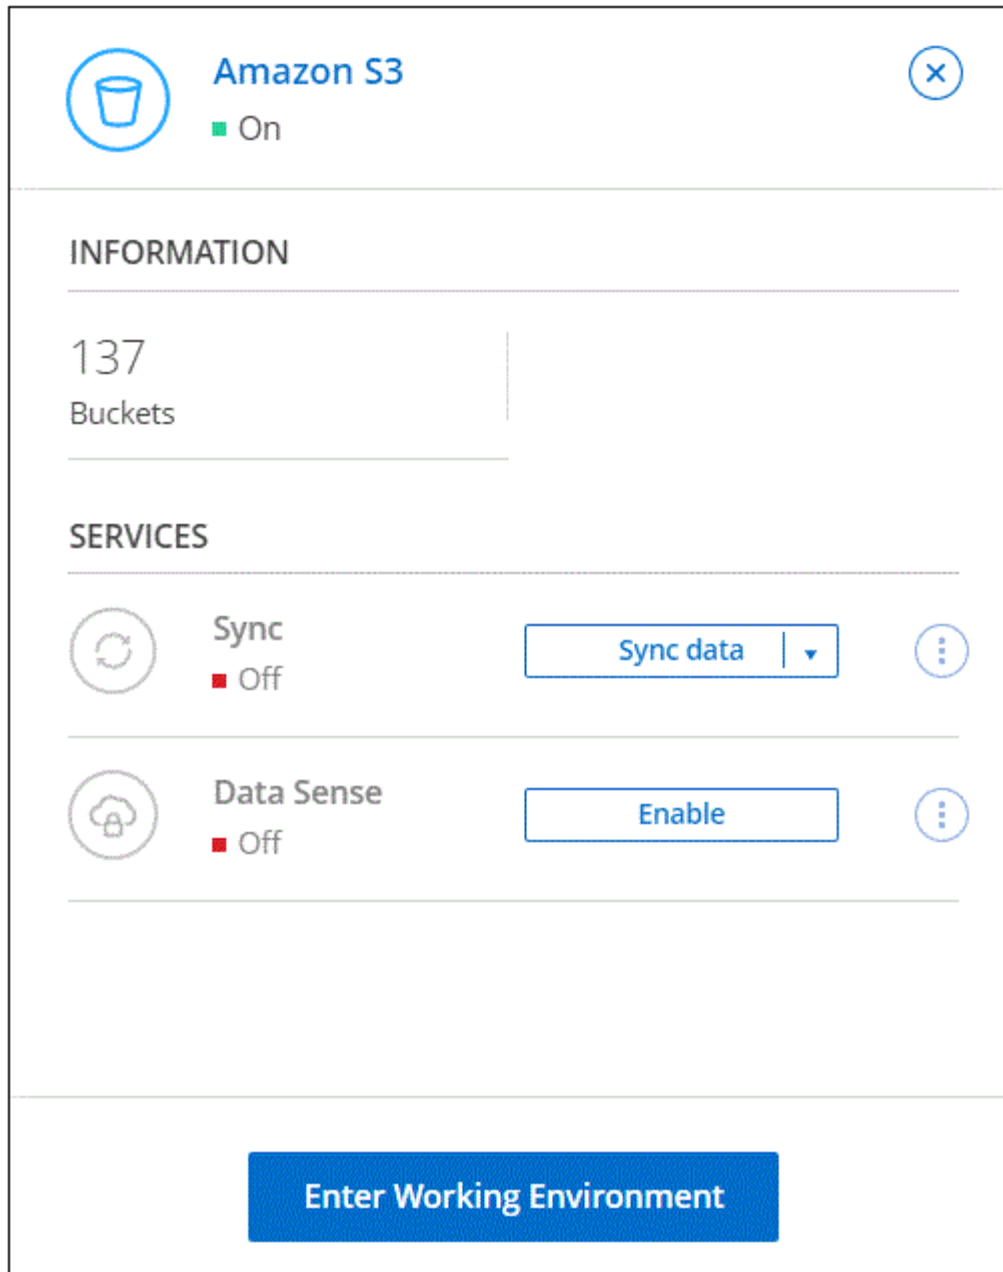 Amazon S3
On
INFORMATION
137
Buckets
SERVICES
Sync
Off
Sync data
Data Sense
Off
Enable
Enter Working Environment